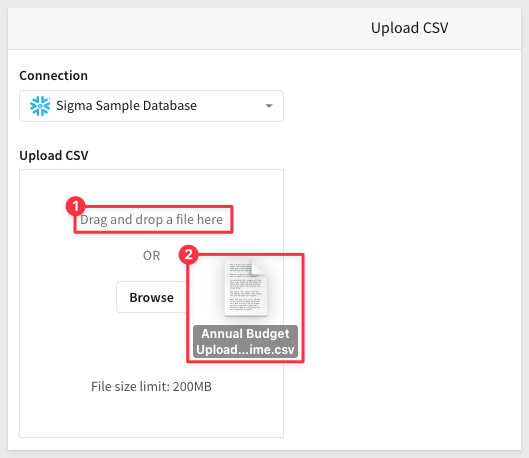 Upload CSV
Connection
Sigma Sample Database
Upload CSV
1
Drag and drop a file here
OR
2
Browse
Annual Budget
Upload...ime.csv
File size limit: 200MB